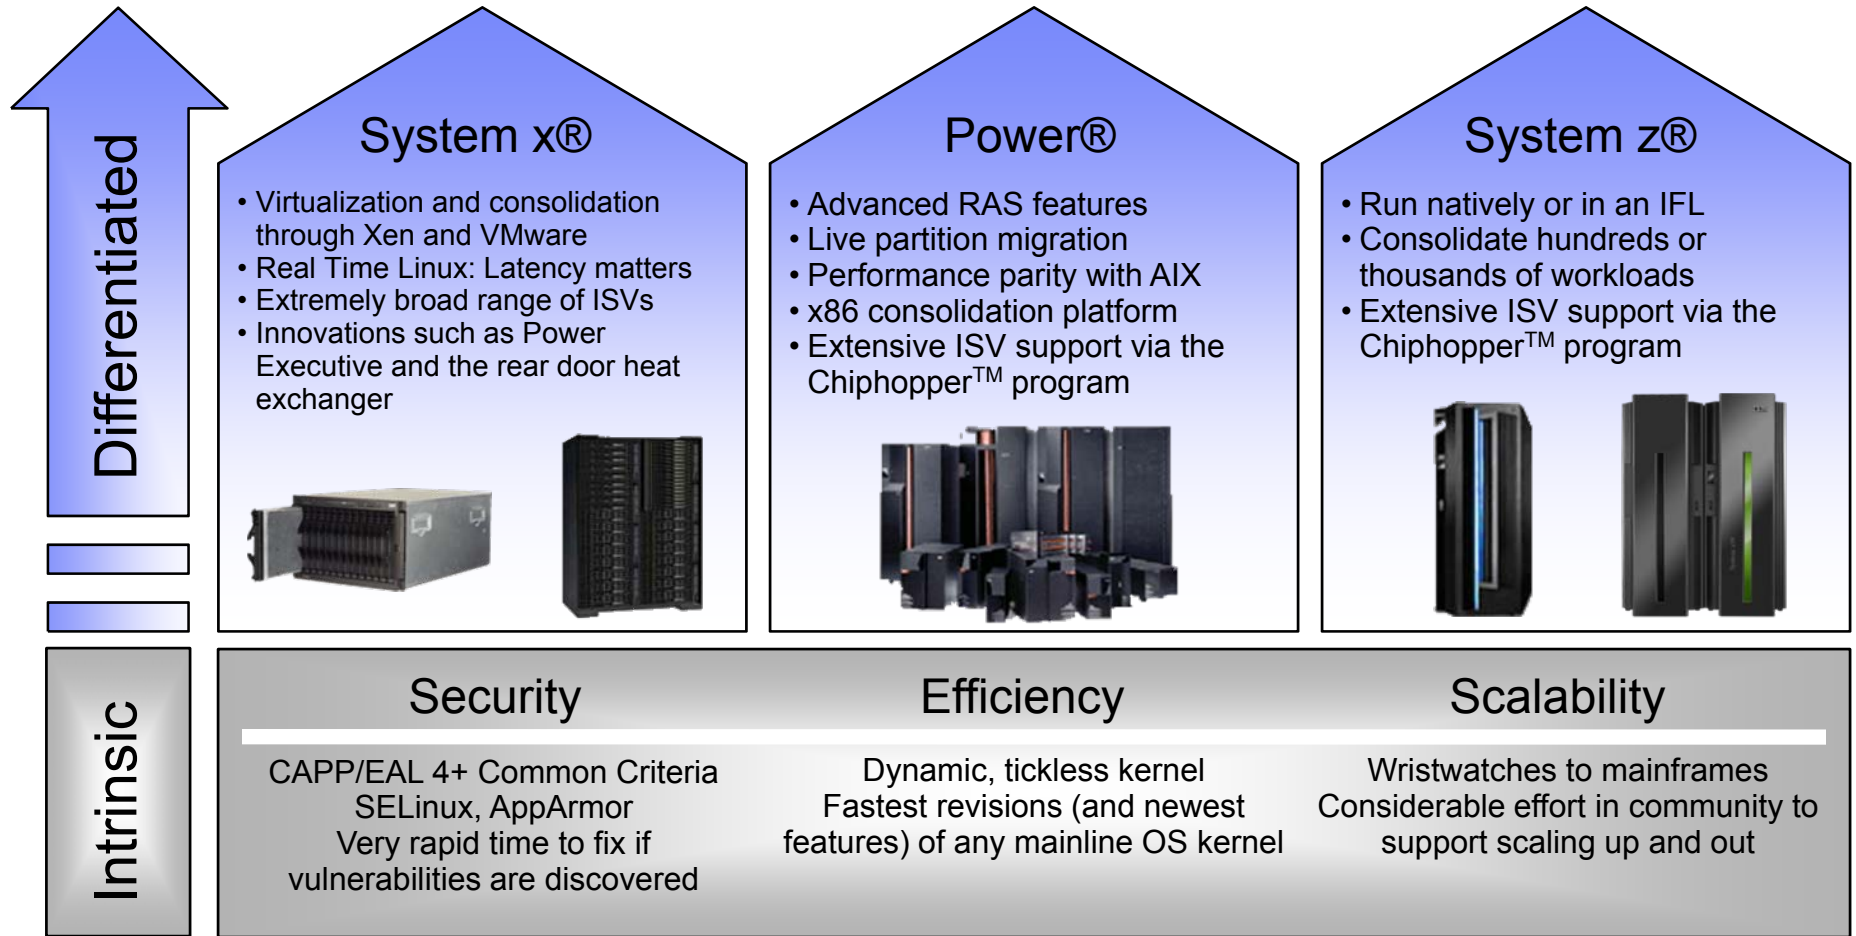 Differentiated
System x®
• Virtualization and consolidation
through Xen and VMware
• Real Time Linux: Latency matters
• Extremely broad range of ISVs
• Innovations such as Power
Executive and the rear door heat
exchanger
Power®
• Advanced RAS features
• Live partition migration
• Performance parity with AIX
• x86 consolidation platform
• Extensive ISV support via the
Chiphopper™ program
System z®
• Run natively or in an IFL
• Consolidate hundreds or
thousands of workloads
• Extensive ISV support via the
Chiphopper™ program
Intrinsic
Security
CAPP/EAL 4+ Common Criteria
SELinux, AppArmor
Very rapid time to fix if
vulnerabilities are discovered
Efficiency
Dynamic, tickless kernel
Fastest revisions (and newest
features) of any mainline OS kernel
Scalability
Wristwatches to mainframes
Considerable effort in community to
support scaling up and out